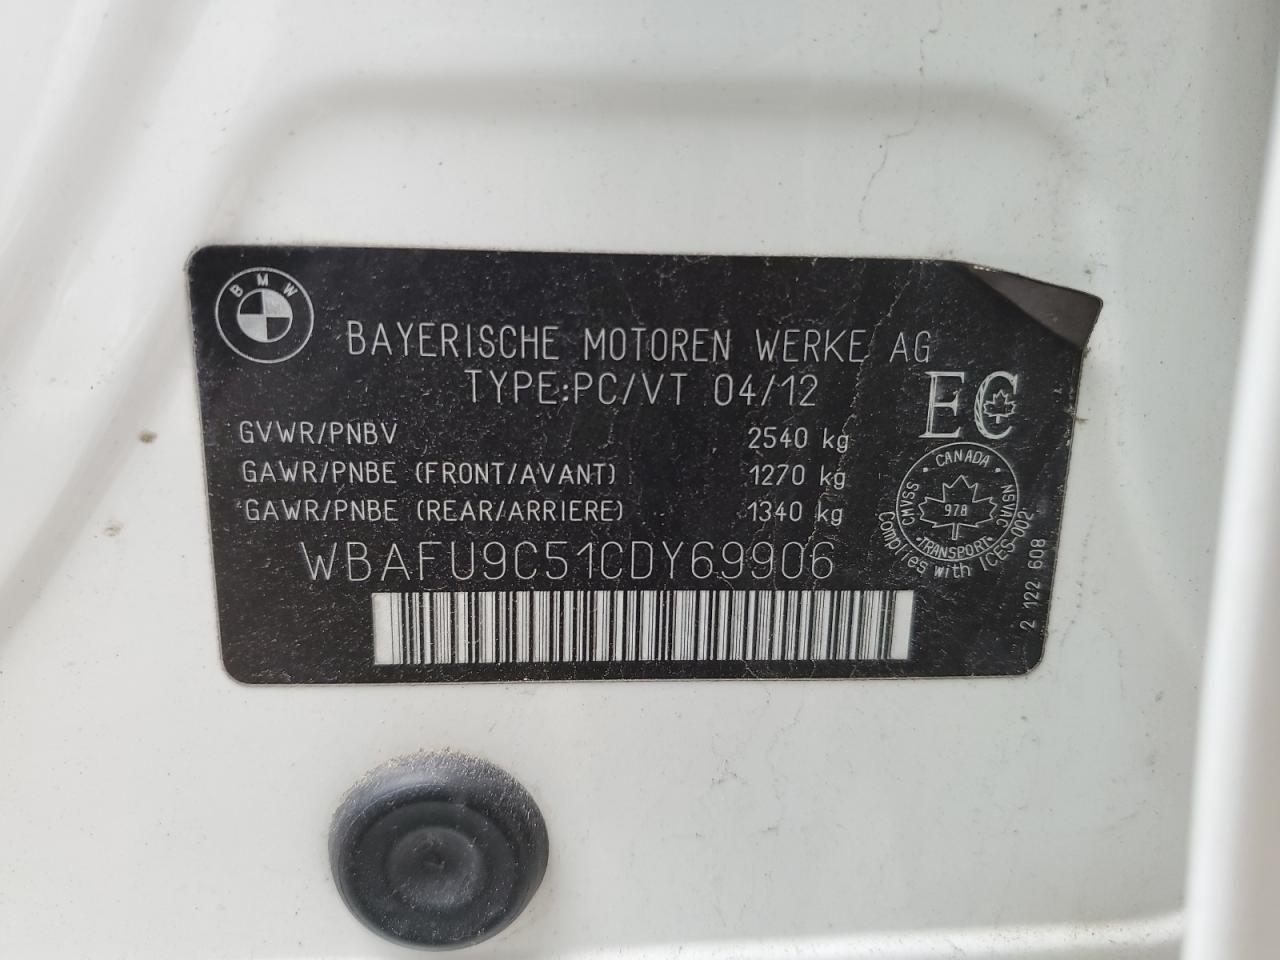 BMW
BAYERISCHE MOTOREN WERKE AG
TYPE:PC/VT 04/12
EC
GVWR/PNBV 2540 kg
GAWR/PNBE (FRONT/AVANT) 1270 kg
GAWR/PNBE (REAR/ARRIERE) 1340 kg
WBAFU9C51CDY69906
CANADA
CMVSS
NSVAC
978
TRANSPORT
Complies with ICES-002
2 122 608